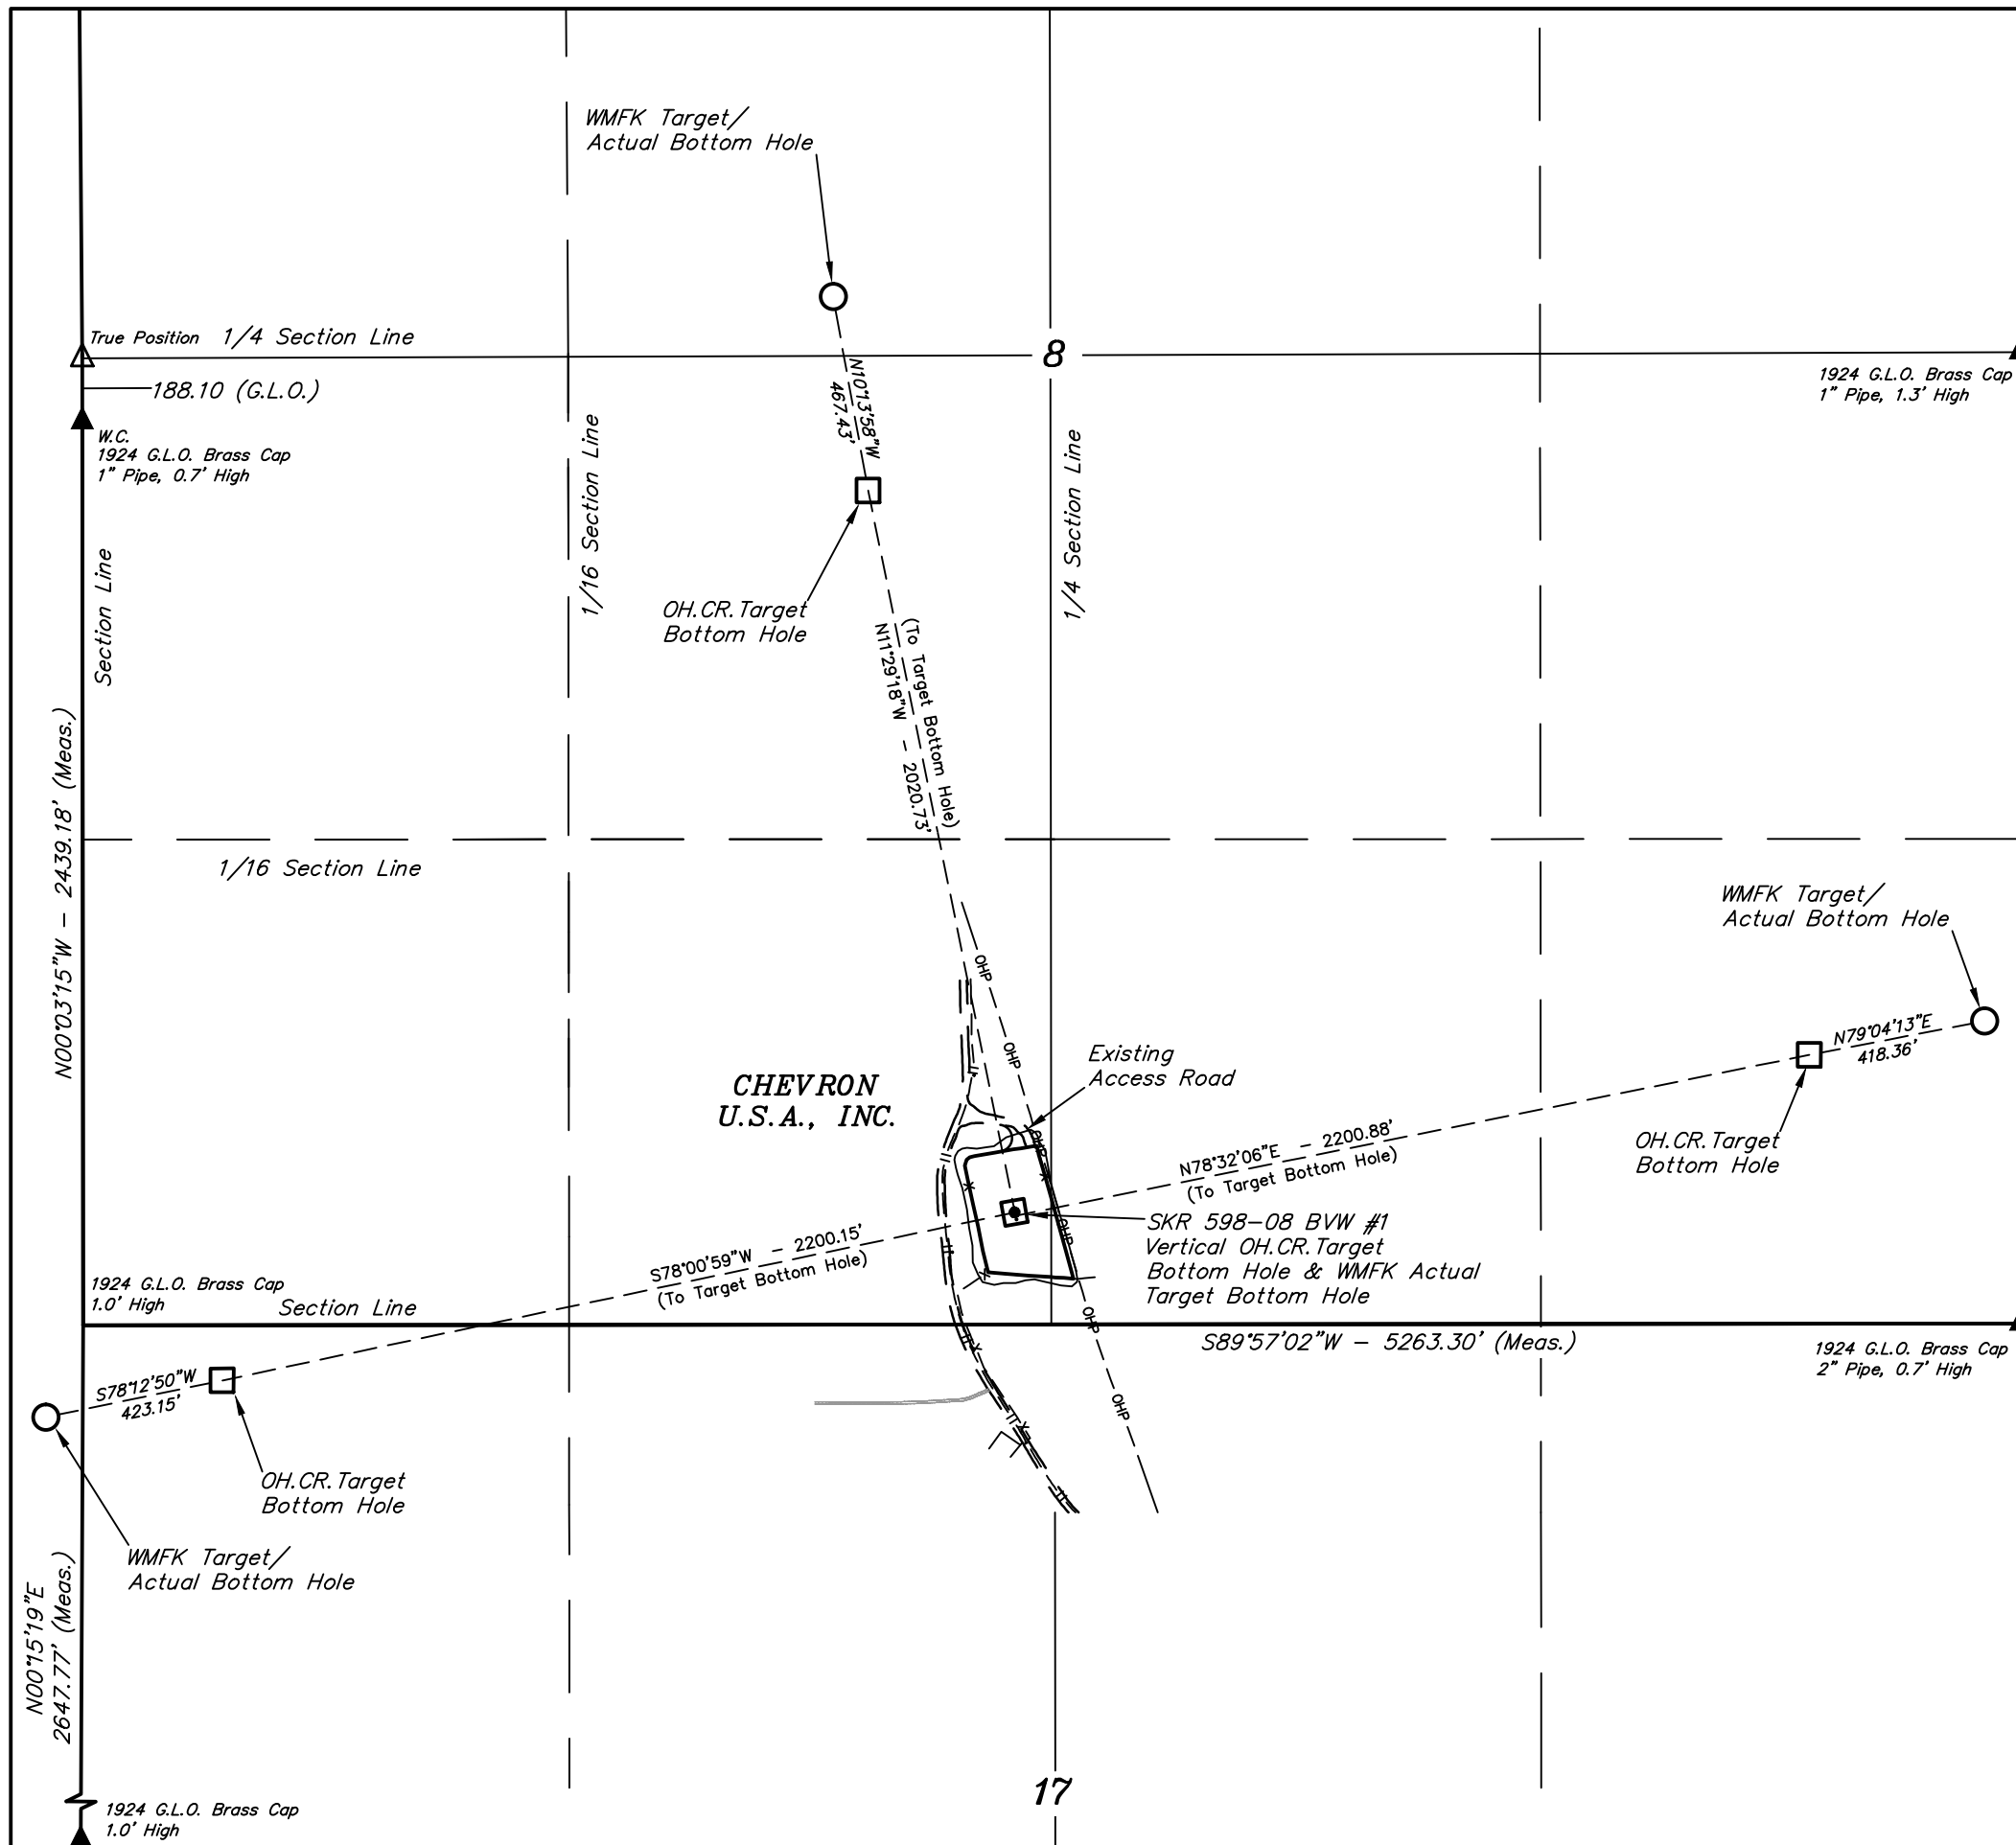 WMFK Target/
Actual Bottom Hole
True Position 1/4 Section Line
8
188.10 (G.L.O.)
1924 G.L.O. Brass Cap
1" Pipe, 1.3' High
W.C.
1924 G.L.O. Brass Cap
1" Pipe, 0.7' High
N10°13'58"W
467.43'
1/16 Section Line
1/4 Section Line
Section Line
OH.CR.Target
Bottom Hole
(To Target Bottom Hole)
N11°29'18"W - 2020.73'
N00°03'15"W - 2439.18' (Meas.)
1/16 Section Line
WMFK Target/
Actual Bottom Hole
OHP
OHP
N79°04'13"E
418.36'
Existing
Access Road
CHEVRON
U.S.A., INC.
OHP
OH.CR.Target
Bottom Hole
N78°32'06"E - 2200.88'
(To Target Bottom Hole)
OHP
SKR 598-08 BVW #1
Vertical OH.CR.Target
Bottom Hole & WMFK Actual
Target Bottom Hole
S78°00'59"W - 2200.15'
(To Target Bottom Hole)
1924 G.L.O. Brass Cap
1.0' High
Section Line
OHP
S89°57'02"W - 5263.30' (Meas.)
1924 G.L.O. Brass Cap
2" Pipe, 0.7' High
S78°12'50"W
423.15'
OHP
OH.CR.Target
Bottom Hole
WMFK Target/
Actual Bottom Hole
N00°15'19"E
2647.77' (Meas.)
17
1924 G.L.O. Brass Cap
1.0' High